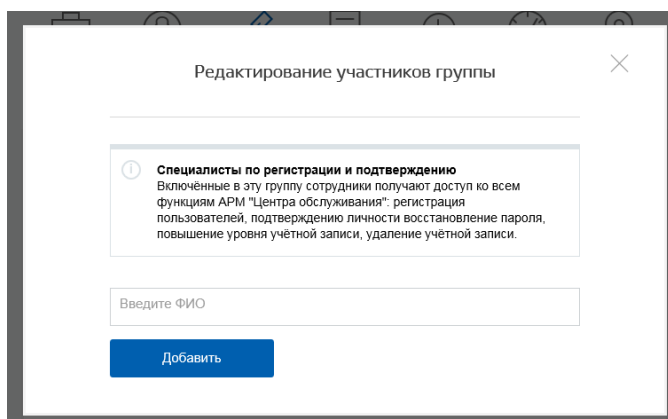 Редактирование участников группы
Специалисты по регистрации и подтверждению
Включённые в эту группу сотрудники получают доступ ко всем
функциям АРМ "Центра обслуживания": регистрация
пользователей, подтверждению личности восстановление пароля,
повышение уровня учётной записи, удаление учётной записи.
Введите ФИО
Добавить